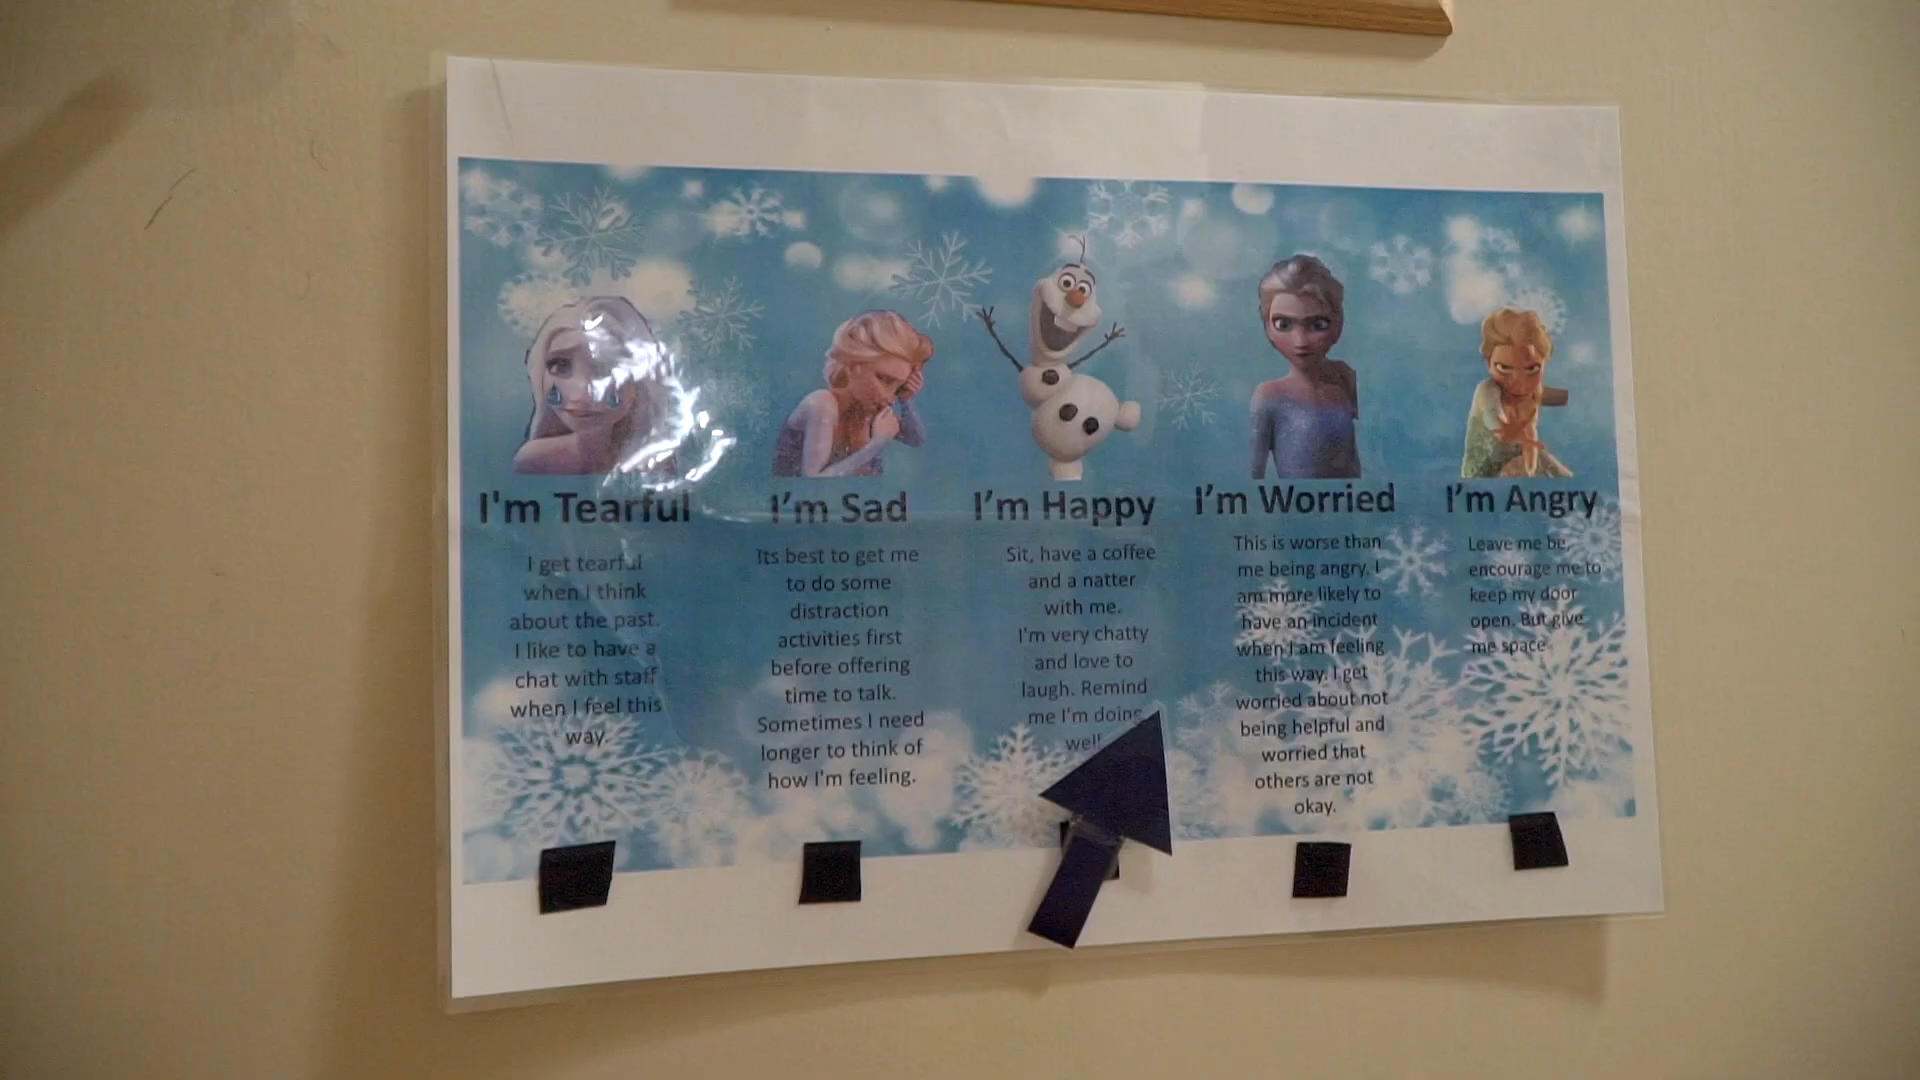 I'm Tearful
I get tearful
when I think
about the past.
I like to have a
chat with staff
when I feel this
way.
I’m Sad
Its best to get me
to do some
distraction
activities first
before offering
time to talk.
Sometimes I need
longer to think of
how I'm feeling.
I’m Happy
Sit, have a coffee
and a natter
with me.
I'm very chatty
and love to
laugh. Remind
me I'm doing
well
I’m Worried
This is worse than
me being angry. I
am more likely to
have an incident
when I am feeling
this way. I get
worried about not
being helpful and
worried that
others are not
okay.
I’m Angry
Leave me be,
encourage me to
keep my door
open. But give
me space